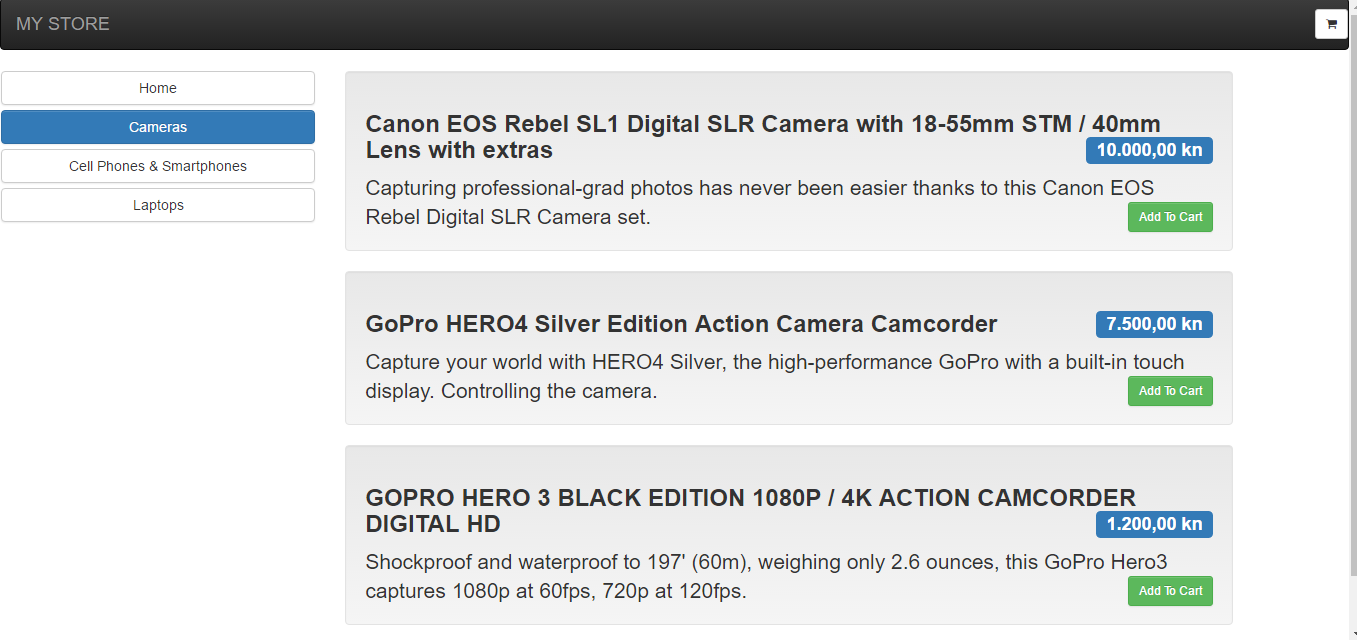 MY STORE
Home
Cameras
Cell Phones & Smartphones
Laptops
Canon EOS Rebel SL1 Digital SLR Camera with 18-55mm STM / 40mm
Lens with extras
10.000,00 kn
Capturing professional-grad photos has never been easier thanks to this Canon EOS
Rebel Digital SLR Camera set.
Add To Cart
GoPro HERO4 Silver Edition Action Camera Camcorder
7.500,00 kn
Capture your world with HERO4 Silver, the high-performance GoPro with a built-in touch
display. Controlling the camera.
Add To Cart
GOPRO HERO 3 BLACK EDITION 1080P / 4K ACTION CAMCORDER
DIGITAL HD
1.200,00 kn
Shockproof and waterproof to 197' (60m), weighing only 2.6 ounces, this GoPro Hero3
captures 1080p at 60fps, 720p at 120fps.
Add To Cart